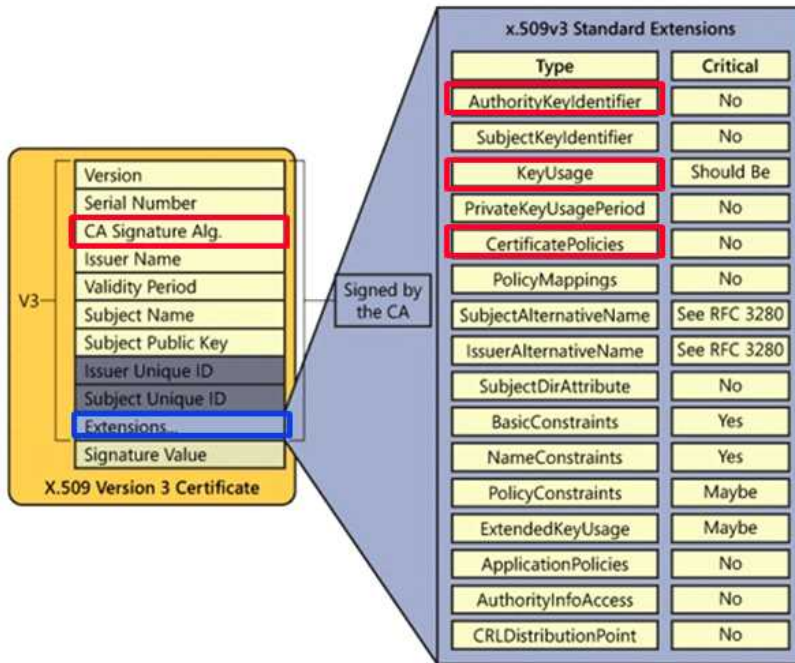 x.509v3 Standard Extensions
Type Critical
AuthorityKeyIdentifier No
SubjectKeyIdentifier No
KeyUsage Should Be
PrivateKeyUsagePeriod No
CertificatePolicies No
PolicyMappings No
SubjectAlternativeName See RFC 3280
IssuerAlternativeName See RFC 3280
SubjectDirAttribute No
BasicConstraints Yes
NameConstraints Yes
PolicyConstraints Maybe
ExtendedKeyUsage Maybe
ApplicationPolicies No
AuthorityInfoAccess No
CRLDistributionPoint No
V3
Version
Serial Number
CA Signature Alg.
Issuer Name
Validity Period
Subject Name
Subject Public Key
Issuer Unique ID
Subject Unique ID
Extensions...
Signature Value
X.509 Version 3 Certificate
Signed by
the CA